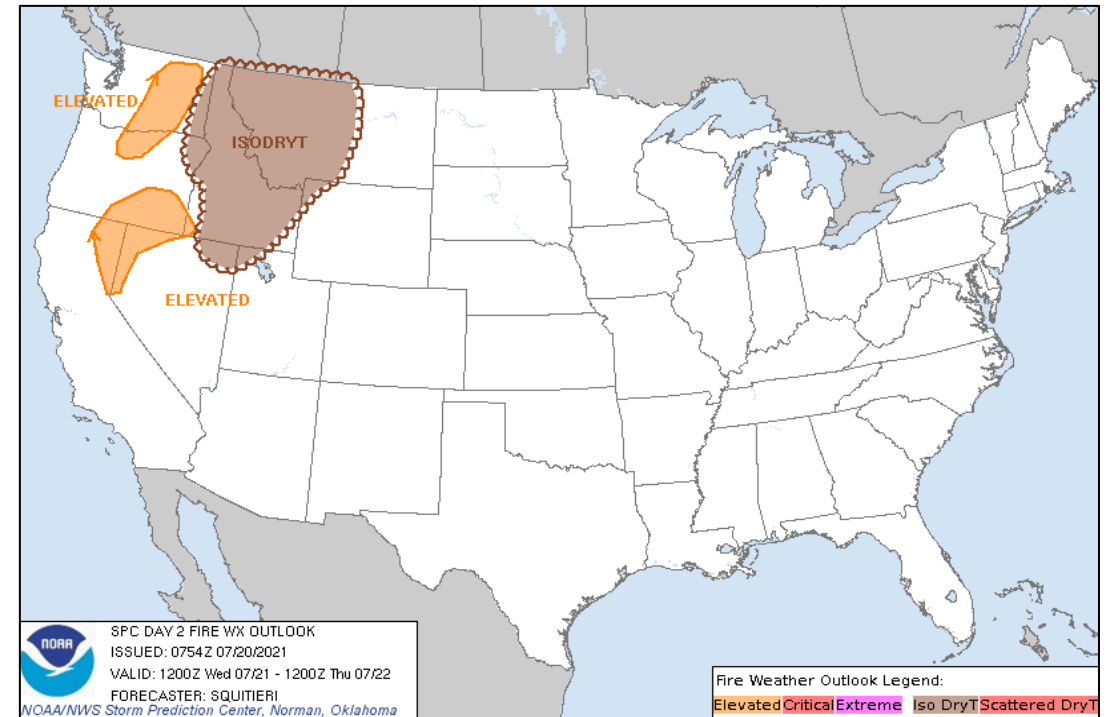 ELEVATED
ISODRYT
ELEVATED
NOAA
SPC DAY 2 FIRE WX OUTLOOK
ISSUED: 0754Z 07/20/2021
VALID: 1200Z Wed 07/21 - 1200Z Thu 07/22
FORECASTER: SQUITIERI
NOAA/NWS Storm Prediction Center, Norman, Oklahoma
Fire Weather Outlook Legend:
Elevated Critical Extreme Iso DryT Scattered DryT